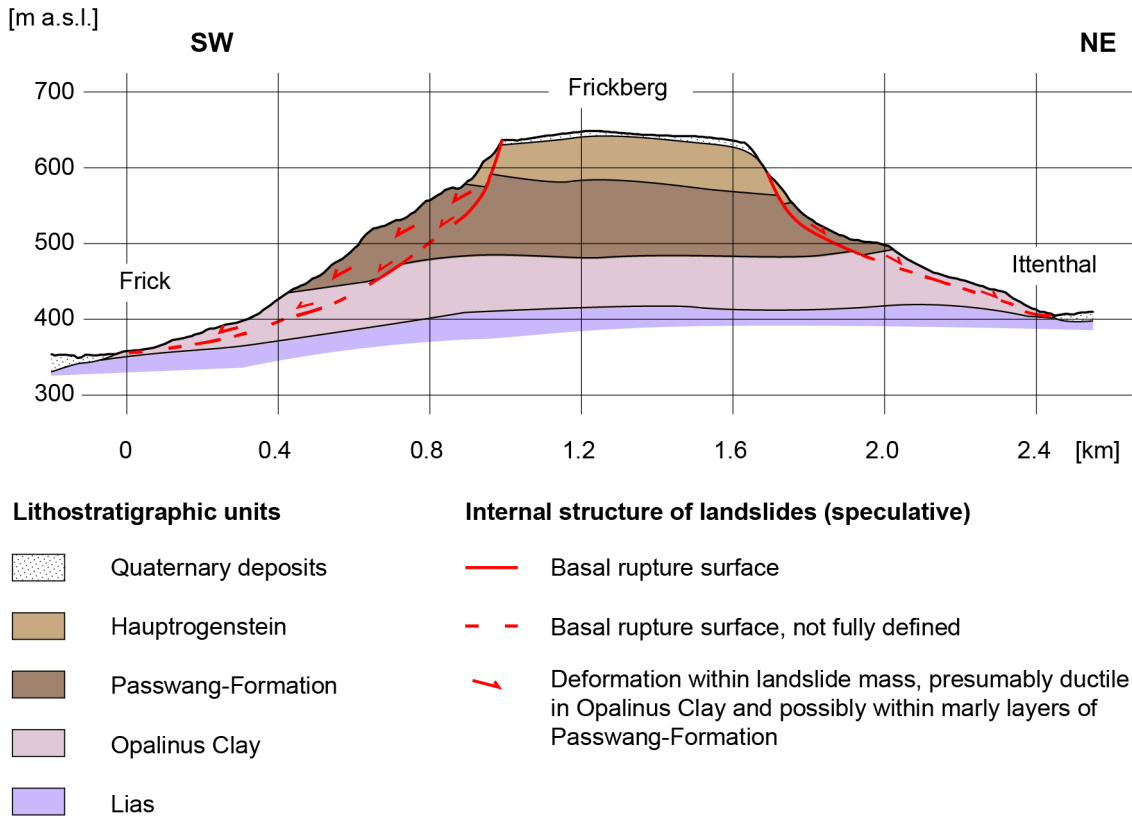 [m a.s.l.]
SW
NE
Frickberg
700
600
500
Frick
Ittenthal
400
300
0
0.4
0.8
1.2
1.6
2.0
2.4
[km]
Lithostratigraphic units
Quaternary deposits
Hauptrogenstein
Passwang-Formation
Opalinus Clay
Lias
Internal structure of landslides (speculative)
Basal rupture surface
Basal rupture surface, not fully defined
Deformation within landslide mass, presumably ductile
in Opalinus Clay and possibly within marly layers of
Passwang-Formation